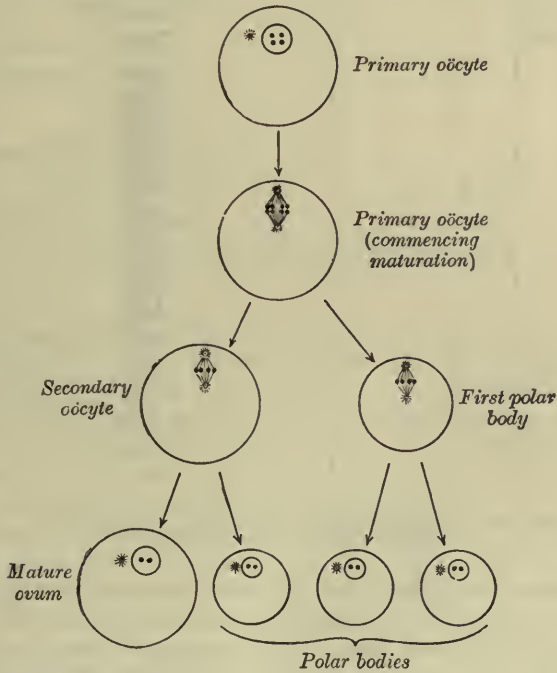 Primary oöcyte
Primary oöcyte
(commencing
maturation)
Secondary
oöcyte
First polar
body
Mature
ovum
Polar bodies